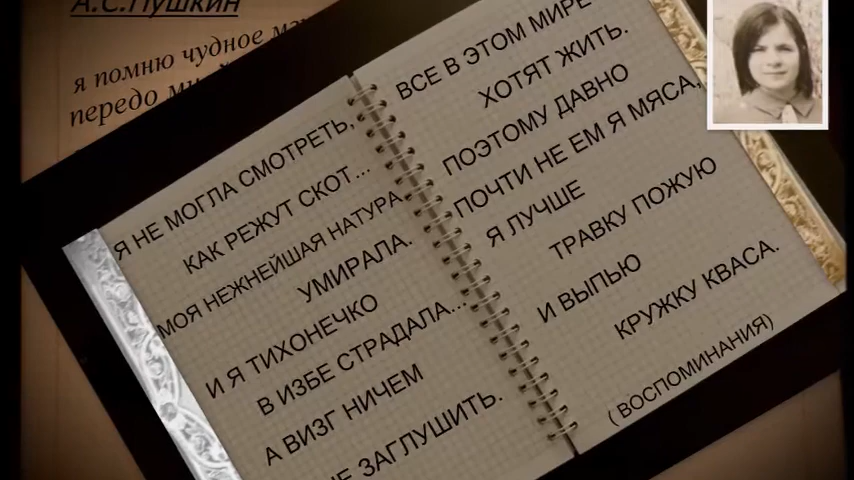 А.С.Пушкин
я помню чудное
передо
Я НЕ МОГЛА СМОТРЕТЬ,
КАК РЕЖУТ СКОТ...
МОЯ НЕЖНЕЙШАЯ НАТУРА
УМИРАЛА.
И Я ТИХОНЕЧКО
В ИЗБЕ СТРАДАЛА...
А ВИЗГ НИЧЕМ
НЕ ЗАГЛУШИТЬ.
ВСЕ В ЭТОМ МИРЕ
ХОТЯТ ЖИТЬ.
ПОЭТОМУ ДАВНО
ПОЧТИ НЕ ЕМ Я МЯСА,
Я ЛУЧШЕ
ТРАВКУ ПОЖУЮ
И ВЫПЬЮ
КРУЖКУ КВАСА.
( ВОСПОМИНАНИЯ)